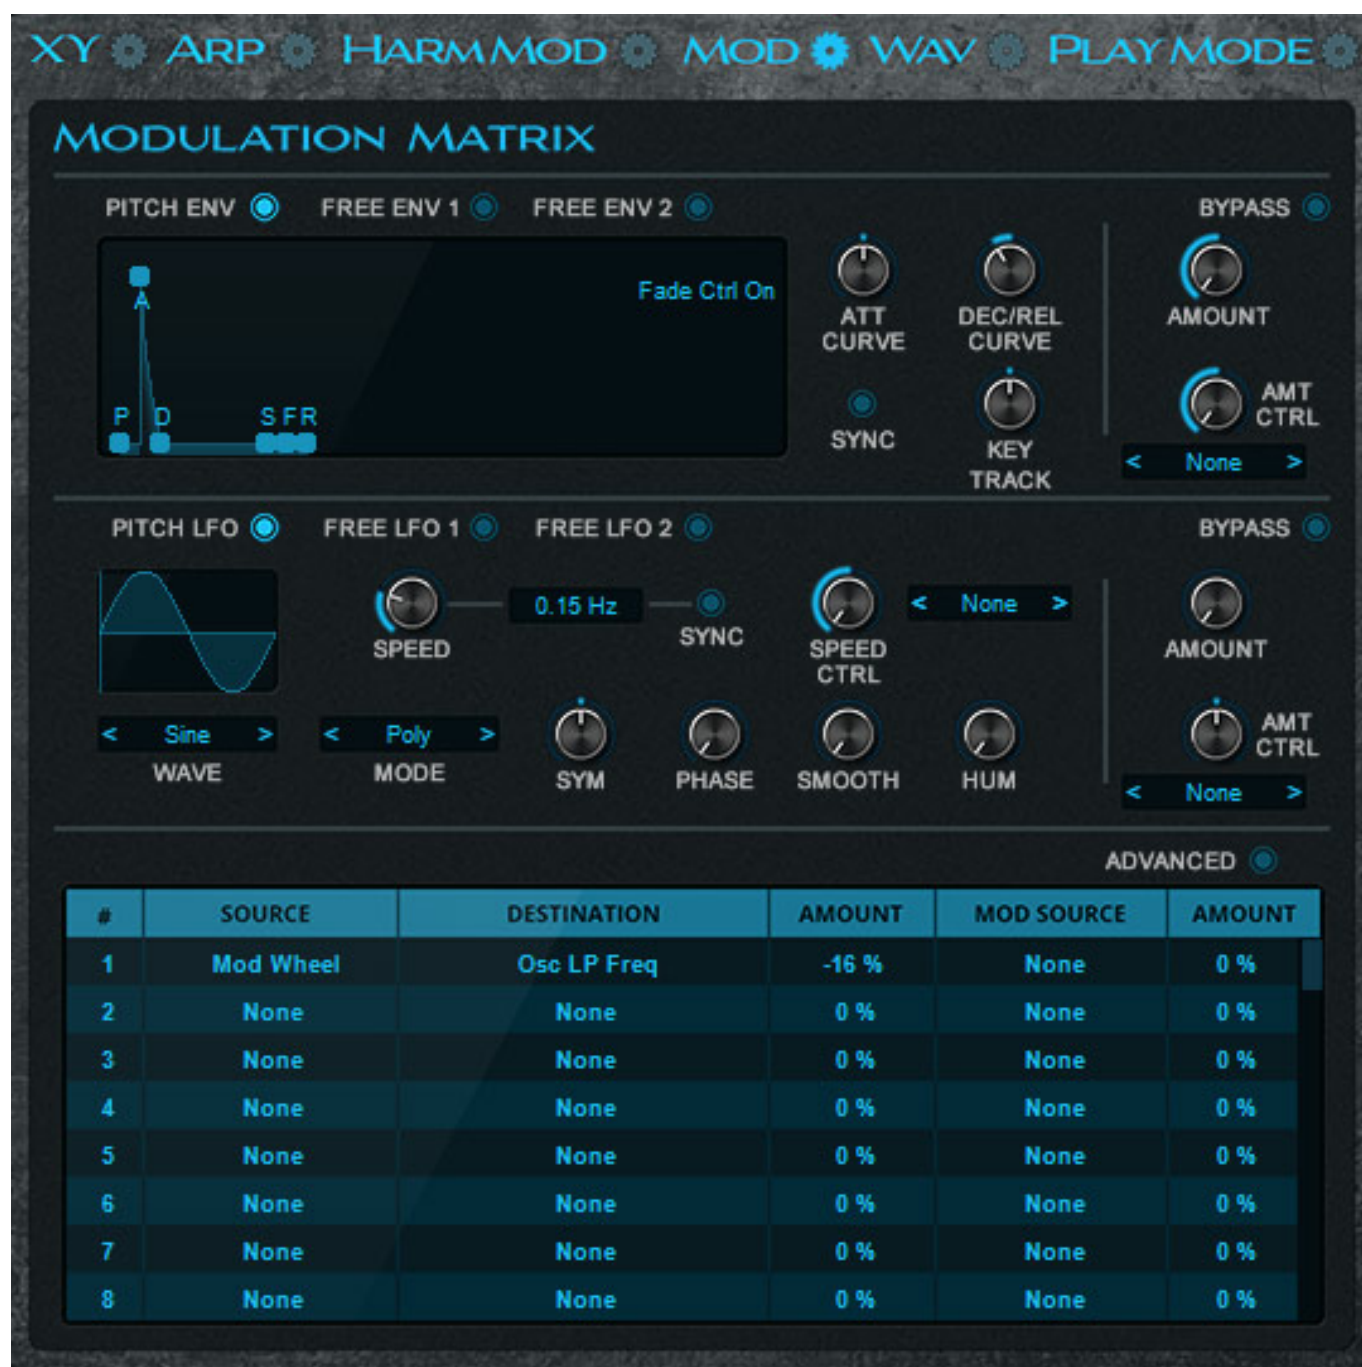 XY ARP HARMMOD MOD WAV PLAYMODE
MODULATION MATRIX
PITCH ENV FREE ENV 1 FREE ENV 2 BYPASS
Fade Ctrl On
A
P D S F R
ATT CURVE
DEC/REL CURVE
AMOUNT
SYNC
KEY TRACK
AMT CTRL
< None >
PITCH LFO FREE LFO 1 FREE LFO 2 BYPASS
SPEED
0.15 Hz
SYNC
SPEED CTRL
< None >
AMOUNT
< Sine >
WAVE
< Poly >
MODE
SYM
PHASE
SMOOTH
HUM
AMT CTRL
< None >
ADVANCED
# SOURCE DESTINATION AMOUNT MOD SOURCE AMOUNT
1 Mod Wheel Osc LP Freq -16 % None 0 %
2 None None 0 % None 0 %
3 None None 0 % None 0 %
4 None None 0 % None 0 %
5 None None 0 % None 0 %
6 None None 0 % None 0 %
7 None None 0 % None 0 %
8 None None 0 % None 0 %